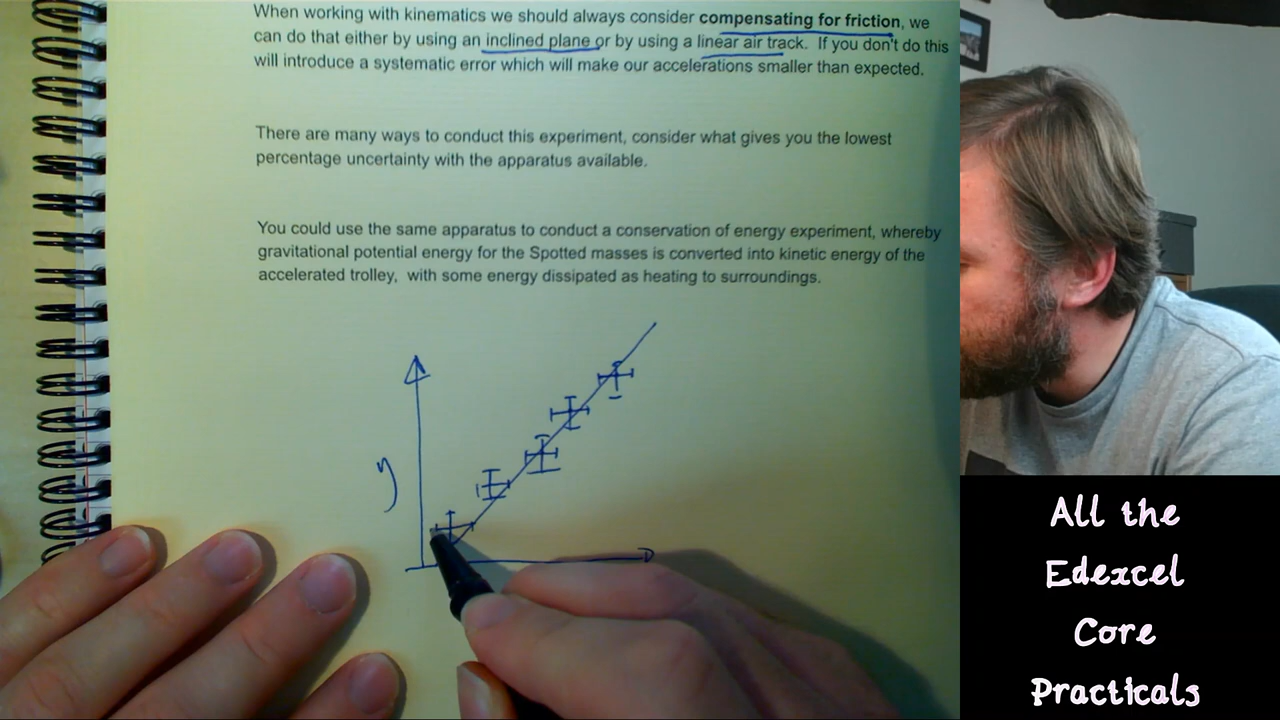 When working with kinematics we should always consider compensating for friction, we
can do that either by using an inclined plane or by using a linear air track. If you don't do this
will introduce a systematic error which will make our accelerations smaller than expected.
There are many ways to conduct this experiment, consider what gives you the lowest
percentage uncertainty with the apparatus available.
You could use the same apparatus to conduct a conservation of energy experiment, whereby
gravitational potential energy for the Spotted masses is converted into kinetic energy of the
accelerated trolley, with some energy dissipated as heating to surroundings.
y
All the
Edexcel
Core
Practicals